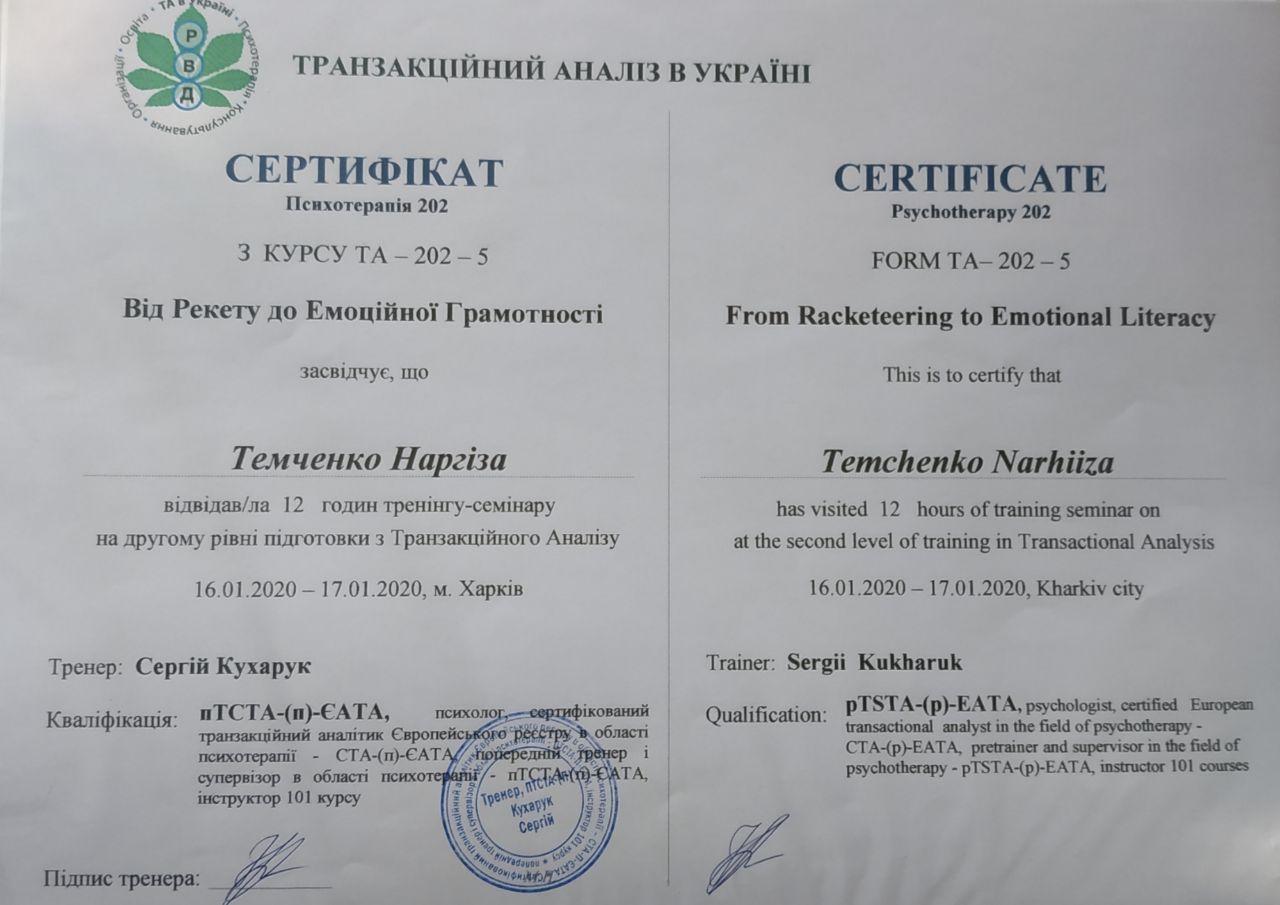 ТА в Україні • Психотерапія • Консультування • Організації • Освіта •
Р
В
Д
ТРАНЗАКЦІЙНИЙ АНАЛІЗ В УКРАЇНІ
СЕРТИФІКАТ
Психотерапія 202
З КУРСУ ТА – 202 – 5
Від Рекету до Емоційної Грамотності
засвідчує, що
Темченко Наргіза
відвідав/ла 12 годин тренінгу-семінару
на другому рівні підготовки з Транзакційного Аналізу
16.01.2020 – 17.01.2020, м. Харків
Тренер: Сергій Кухарук
Кваліфікація: пТСТА-(п)-ЄАТА, психолог, сертифікований
транзакційний аналітик Європейського реєстру в області
психотерапії - СТА-(п)-ЄАТА, попередній тренер і
супервізор в області психотерапії - пТСТА-(п)-ЄАТА,
інструктор 101 курсу
Тренер, ПТСТА-(п)
Кухарук
Сергій
Підпис тренера:
CERTIFICATE
Psychotherapy 202
FORM TA– 202 – 5
From Racketeering to Emotional Literacy
This is to certify that
Temchenko Narhiiza
has visited 12 hours of training seminar on
at the second level of training in Transactional Analysis
16.01.2020 – 17.01.2020, Kharkiv city
Trainer: Sergii Kukharuk
Qualification: pTSTA-(p)-EATA, psychologist, certified European
transactional analyst in the field of psychotherapy -
CTA-(p)-EATA, pretrainer and supervisor in the field of
psychotherapy - pTSTA-(p)-EATA, instructor 101 courses